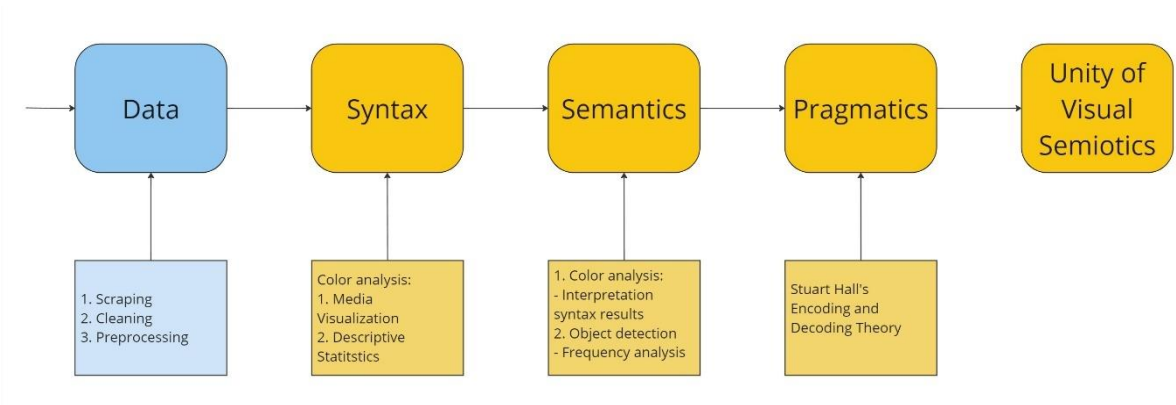 Data
Syntax
Semantics
Pragmatics
Unity of
Visual
Semiotics
1. Scraping
2. Cleaning
3. Preprocessing
Color analysis:
1. Media
Visualization
2. Descriptive
Statitstics
1. Color analysis:
- Interpretation
syntax results
2. Object detection
- Frequency analysis
Stuart Hall's
Encoding and
Decoding Theory